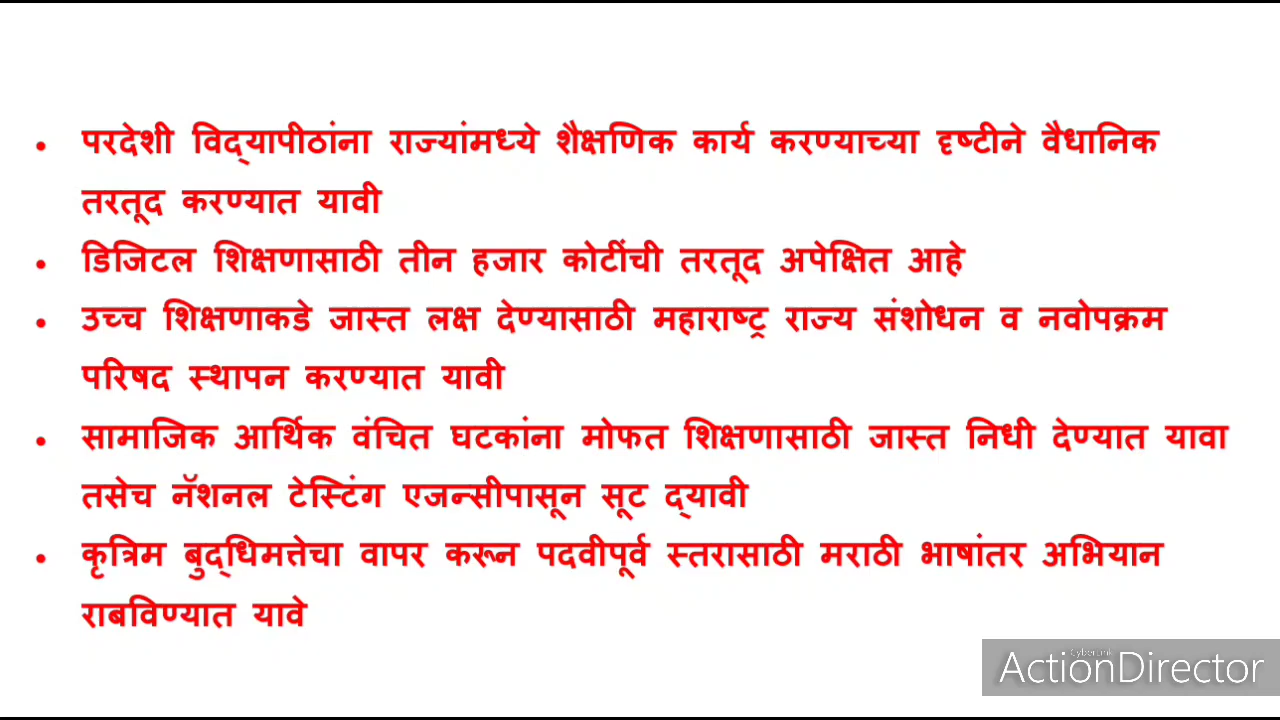 • परदेशी विद्यापीठांना राज्यांमध्ये शैक्षणिक कार्य करण्याच्या दृष्टीने वैधानिक
तरतूद करण्यात यावी
• डिजिटल शिक्षणासाठी तीन हजार कोटींची तरतूद अपेक्षित आहे
• उच्च शिक्षणाकडे जास्त लक्ष देण्यासाठी महाराष्ट्र राज्य संशोधन व नवोपक्रम
परिषद स्थापन करण्यात यावी
• सामाजिक आर्थिक वंचित घटकांना मोफत शिक्षणासाठी जास्त निधी देण्यात यावा
तसेच नॅशनल टेस्टिंग एजन्सीपासून सूट द्यावी
• कृत्रिम बुद्धिमत्तेचा वापर करून पदवीपूर्व स्तरासाठी मराठी भाषांतर अभियान
राबविण्यात यावे
CyberLink
ActionDirector